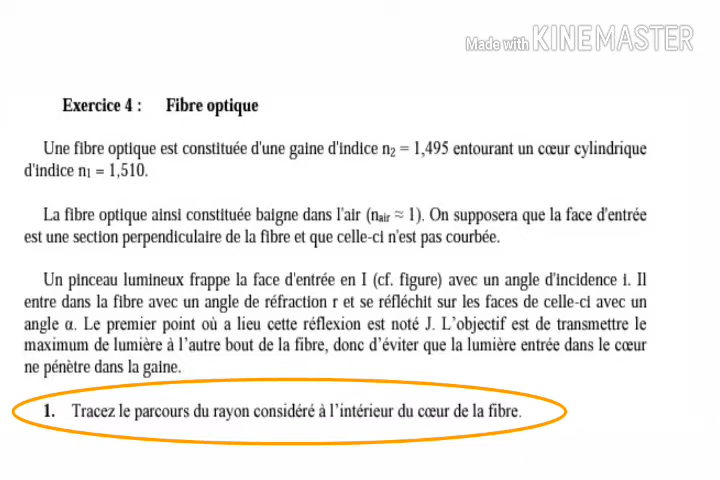 Made with KINEMASTER
Exercice 4 : Fibre optique
Une fibre optique est constituée d'une gaine d'indice n2 = 1,495 entourant un cœur cylindrique
d'indice n1 = 1,510.
La fibre optique ainsi constituée baigne dans l'air (nair ≈ 1). On supposera que la face d'entrée
est une section perpendiculaire de la fibre et que celle-ci n'est pas courbée.
Un pinceau lumineux frappe la face d'entrée en I (cf. figure) avec un angle d'incidence i. Il
entre dans la fibre avec un angle de réfraction r et se réfléchit sur les faces de celle-ci avec un
angle α. Le premier point où a lieu cette réflexion est noté J. L'objectif est de transmettre le
maximum de lumière à l'autre bout de la fibre, donc d'éviter que la lumière entrée dans le cœur
ne pénètre dans la gaine.
1. Tracez le parcours du rayon considéré à l'intérieur du cœur de la fibre.